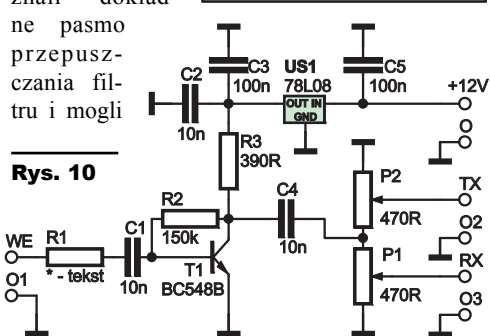 znali dokład-
ne pasmo
przepusz-
czania fil-
tru i mogli
Rys. 10
C2
10n
C3
100n
US1
78L08
OUT IN
GND
C5
100n
+12V
O
R3
390R
P2
470R
TX
O2
R2
150k
C4
10n
WE
R1
* - tekst
C1
10n
T1
BC548B
P1
470R
RX
O1
O3